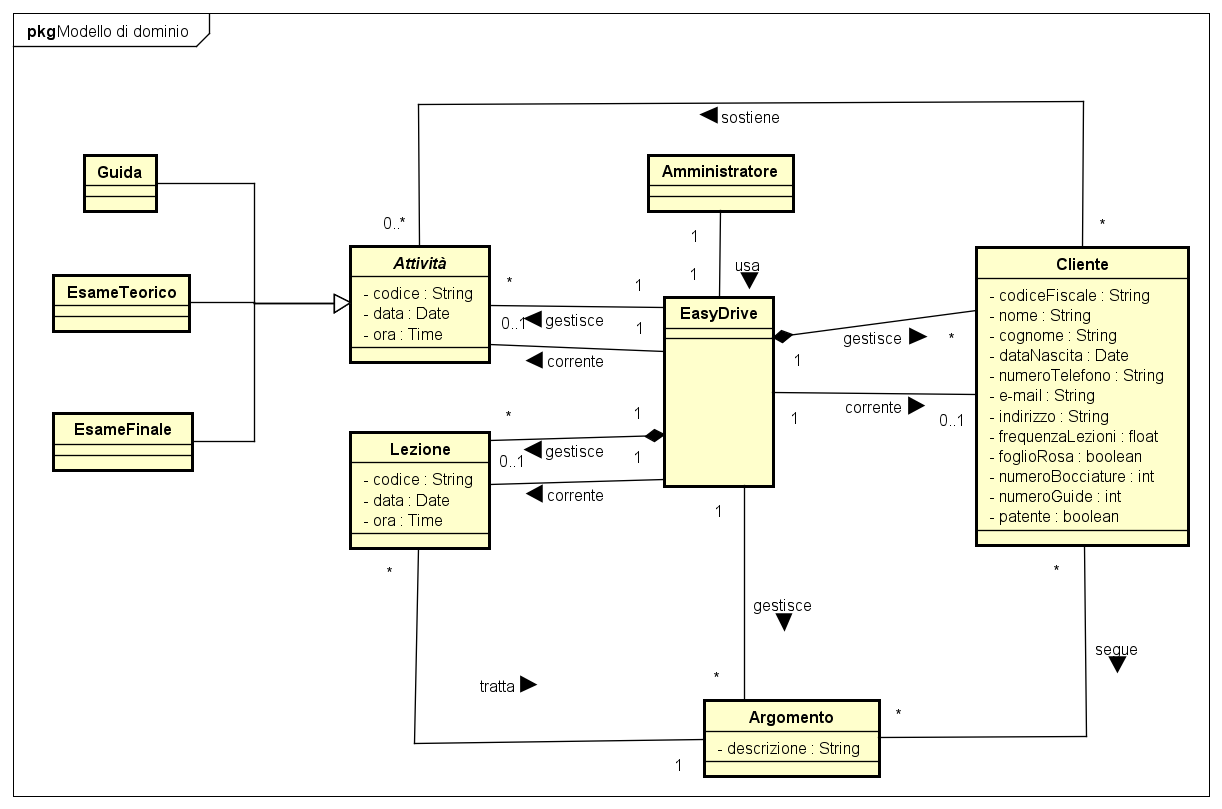 pkg Modello di dominio
sostiene
Guida
Amministratore
0..*
*
1
Attività
- codice : String
- data : Date
- ora : Time
EsameTeorico
*
1
1
usa
Cliente
- codiceFiscale : String
- nome : String
- cognome : String
- dataNascita : Date
- numeroTelefono : String
- e-mail : String
- indirizzo : String
- frequenzaLezioni : float
- foglioRosa : boolean
- numeroBocciature : int
- numeroGuide : int
- patente : boolean
EasyDrive
0..1
gestisce
1
corrente
gestisce
*
1
corrente
0..1
1
EsameFinale
*
1
Lezione
- codice : String
- data : Date
- ora : Time
0..1
gestisce
1
corrente
1
*
*
gestisce
segue
tratta
*
*
Argomento
- descrizione : String
1